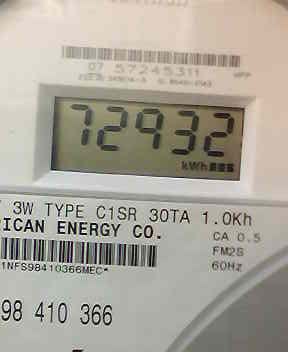 07 57245311
72932
kWh
3W TYPE C1SR 30TA 1.0Kh
RICAN ENERGY CO.
CA 0.5
FM2S
60Hz
1NFS98410366MEC*
98 410 366